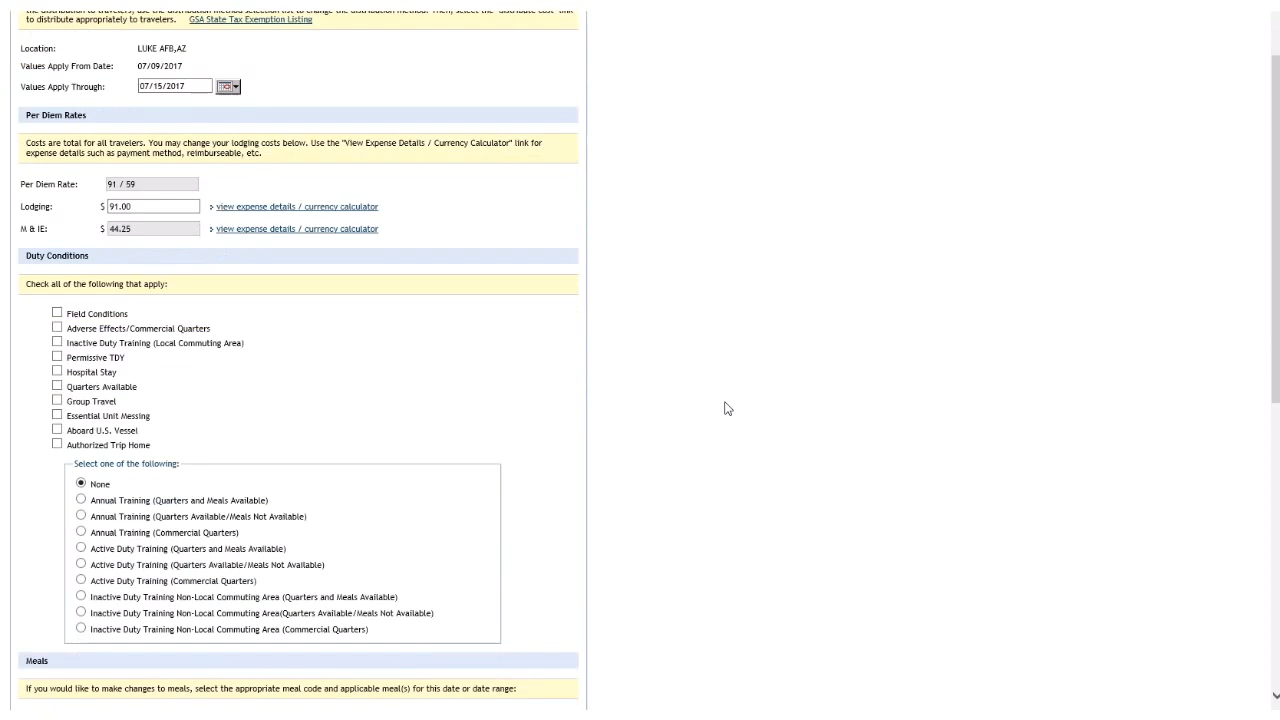 to distribute appropriately to travelers. GSA State Tax Exemption Listing
Location: LUKE AFB,AZ
Values Apply From Date: 07/09/2017
Values Apply Through: 07/15/2017
Per Diem Rates
Costs are total for all travelers. You may change your lodging costs below. Use the "View Expense Details / Currency Calculator" link for
expense details such as payment method, reimburseable, etc.
Per Diem Rate: 91 / 59
Lodging: $ 91.00 > view expense details / currency calculator
M & IE: $ 44.25 > view expense details / currency calculator
Duty Conditions
Check all of the following that apply:
Field Conditions
Adverse Effects/Commercial Quarters
Inactive Duty Training (Local Commuting Area)
Permissive TDY
Hospital Stay
Quarters Available
Group Travel
Essential Unit Messing
Aboard U.S. Vessel
Authorized Trip Home
Select one of the following:
None
Annual Training (Quarters and Meals Available)
Annual Training (Quarters Available/Meals Not Available)
Annual Training (Commercial Quarters)
Active Duty Training (Quarters and Meals Available)
Active Duty Training (Quarters Available/Meals Not Available)
Active Duty Training (Commercial Quarters)
Inactive Duty Training Non-Local Commuting Area (Quarters and Meals Available)
Inactive Duty Training Non-Local Commuting Area(Quarters Available/Meals Not Available)
Inactive Duty Training Non-Local Commuting Area (Commercial Quarters)
Meals
If you would like to make changes to meals, select the appropriate meal code and applicable meal(s) for this date or date range: